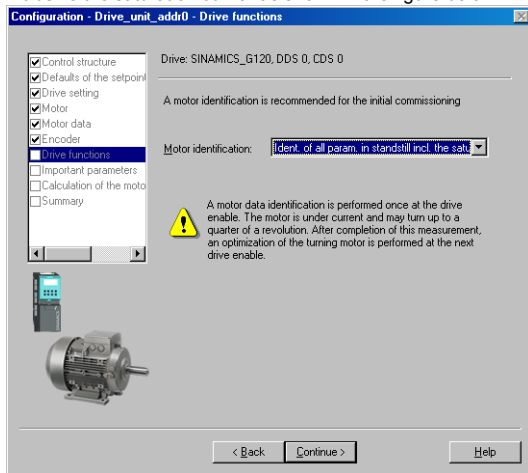 Configuration - Drive_unit_addr0 - Drive functions
Control structure
Defaults of the setpoint
Drive setting
Motor
Motor data
Encoder
Drive functions
Important parameters
Calculation of the moto
Summary
Drive: SINAMICS_G120, DDS 0, CDS 0
A motor identification is recommended for the initial commissioning
Motor identification:
Ident. of all param. in standstill incl. the satu
A motor data identification is performed once at the drive
enable. The motor is under current and may turn up to a
quarter of a revolution. After completion of this measurement,
an optimization of the turning motor is performed at the next
drive enable.
< Back
Continue >
Help